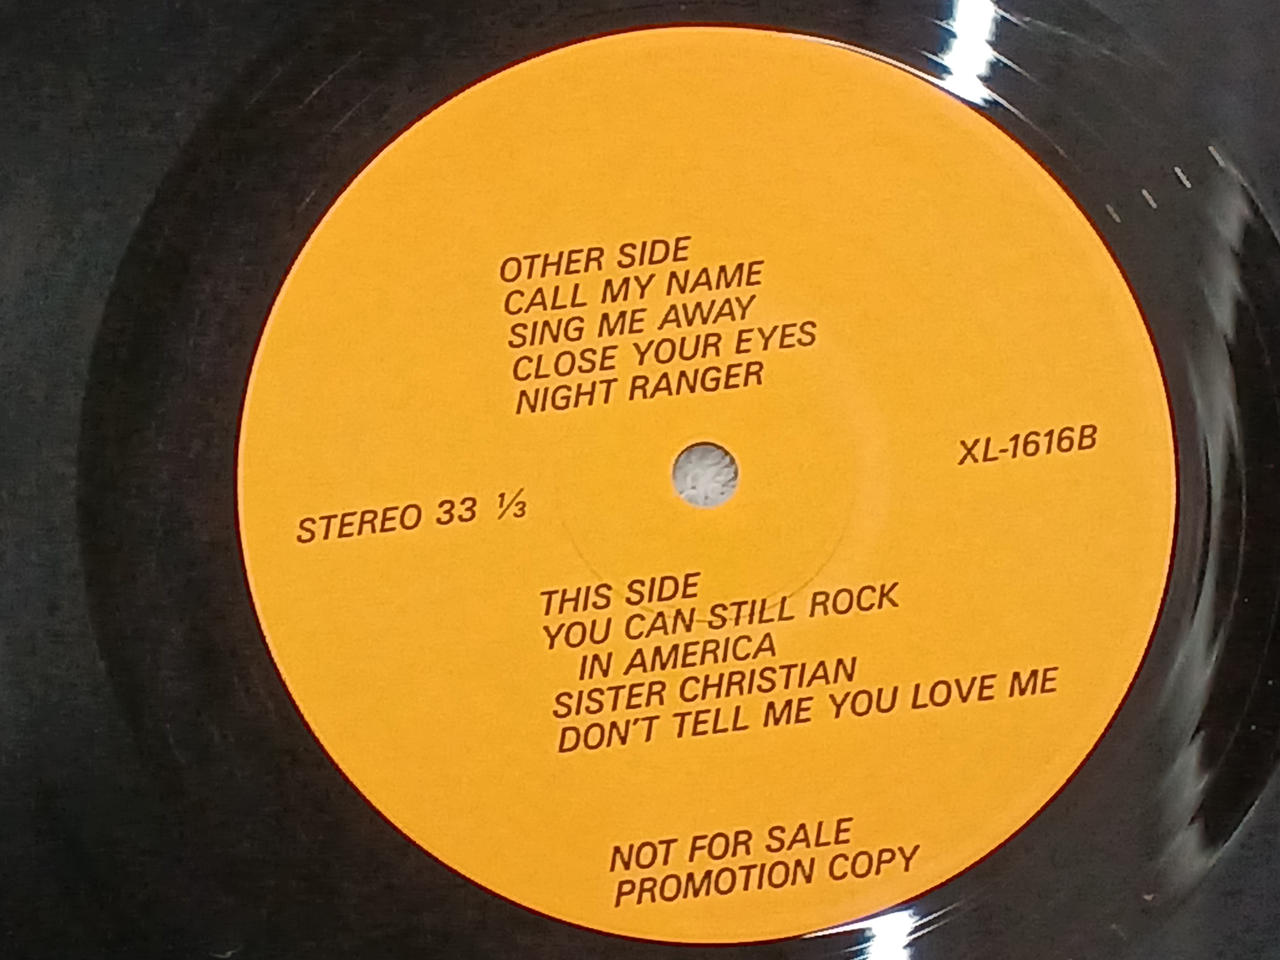 OTHER SIDE
CALL MY NAME
SING ME AWAY
CLOSE YOUR EYES
NIGHT RANGER
XL-1616B
STEREO 33 ⅓
THIS SIDE
YOU CAN STILL ROCK
IN AMERICA
SISTER CHRISTIAN
DON'T TELL ME YOU LOVE ME
NOT FOR SALE
PROMOTION COPY